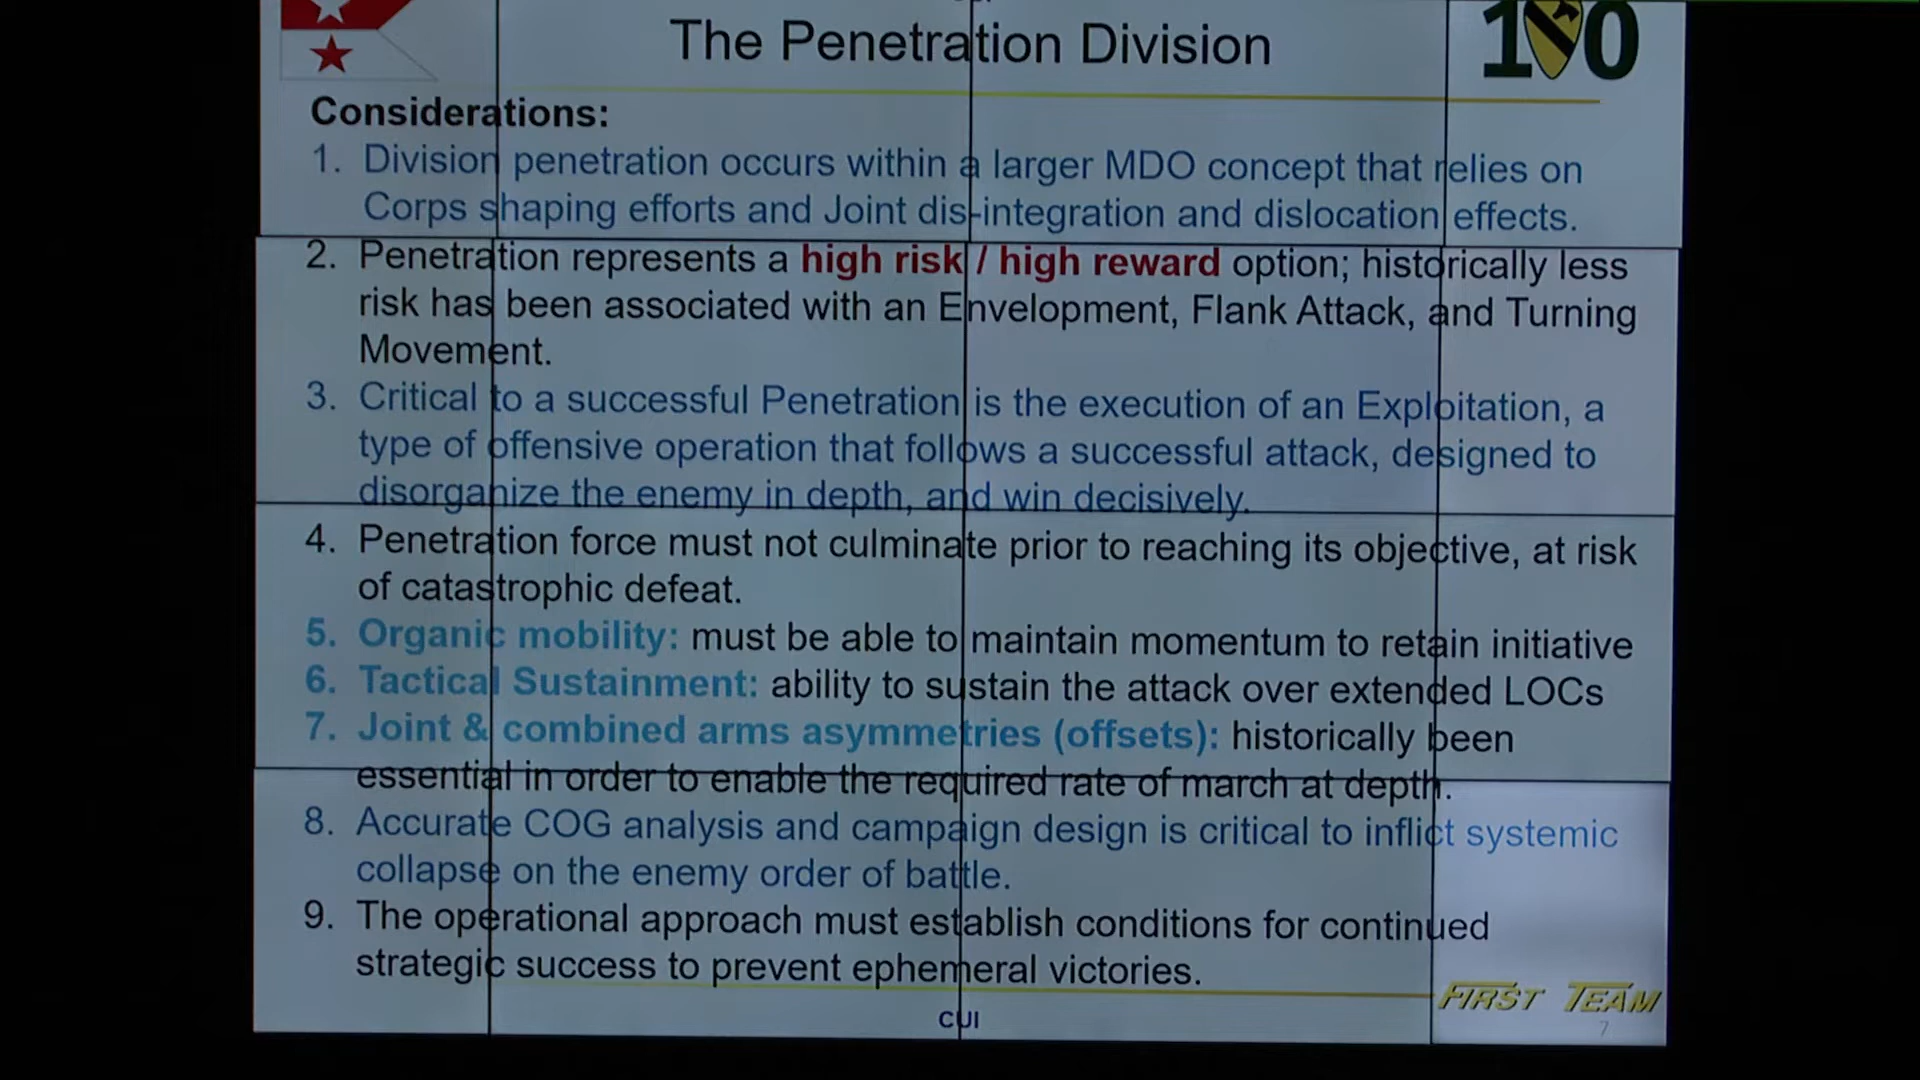 The Penetration Division
100
Considerations:
1. Division penetration occurs within a larger MDO concept that relies on
Corps shaping efforts and Joint dis-integration and dislocation effects.
2. Penetration represents a high risk / high reward option; historically less
risk has been associated with an Envelopment, Flank Attack, and Turning
Movement.
3. Critical to a successful Penetration is the execution of an Exploitation, a
type of offensive operation that follows a successful attack, designed to
disorganize the enemy in depth, and win decisively.
4. Penetration force must not culminate prior to reaching its objective, at risk
of catastrophic defeat.
5. Organic mobility: must be able to maintain momentum to retain initiative
6. Tactical Sustainment: ability to sustain the attack over extended LOCs
7. Joint & combined arms asymmetries (offsets): historically been
essential in order to enable the required rate of march at depth.
8. Accurate COG analysis and campaign design is critical to inflict systemic
collapse on the enemy order of battle.
9. The operational approach must establish conditions for continued
strategic success to prevent ephemeral victories.
FIRST TEAM
CUI
7